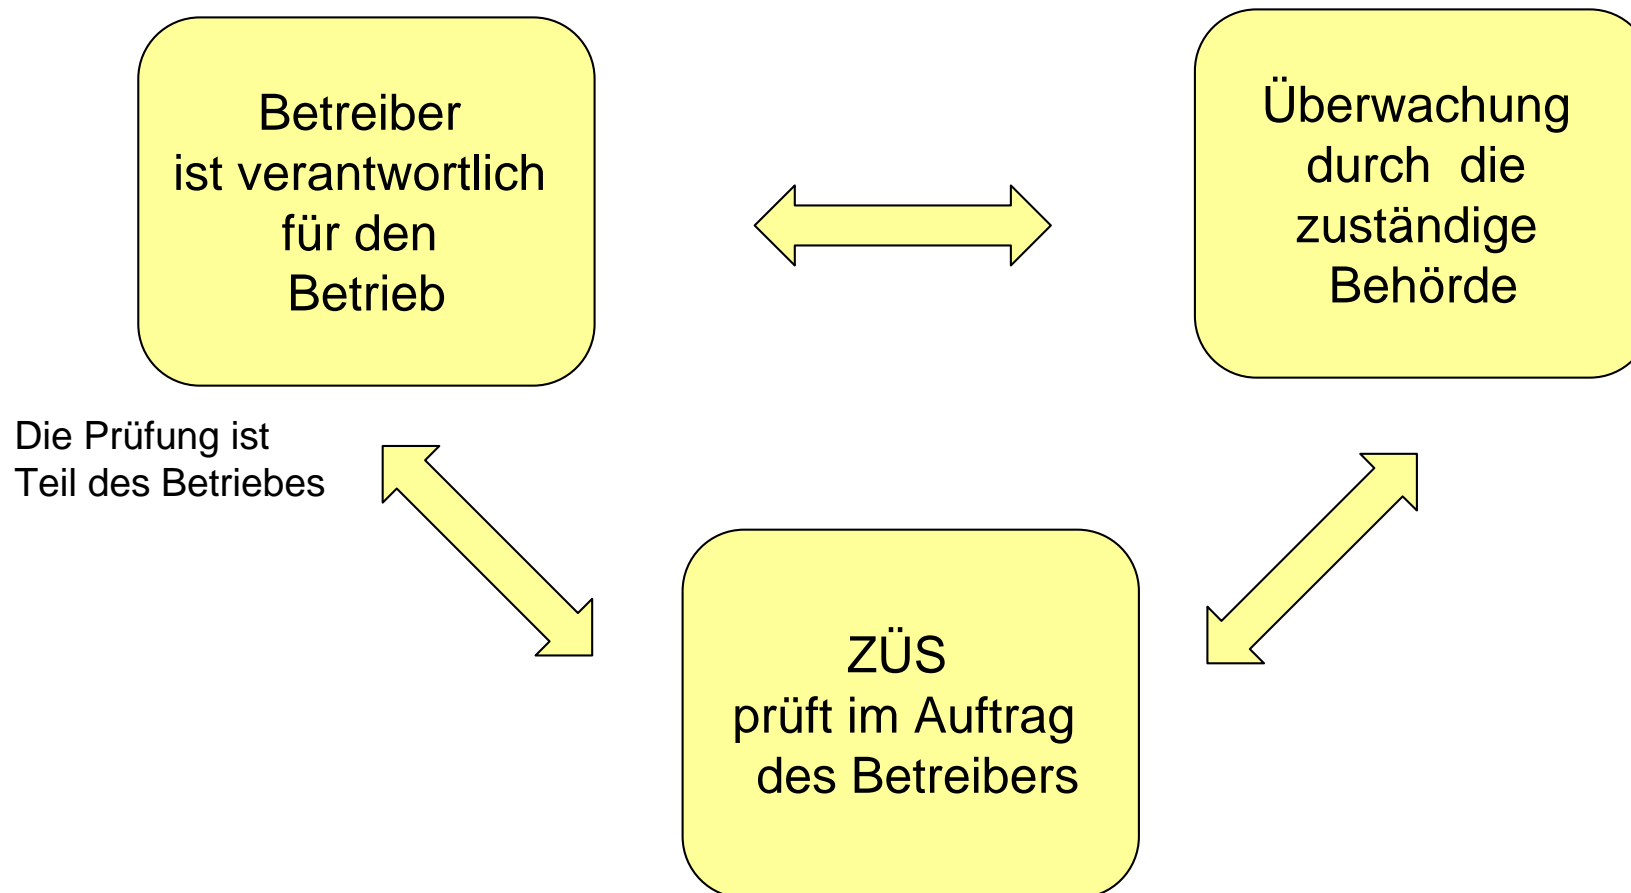 Betreiber
ist verantwortlich
für den
Betrieb
Überwachung
durch die
zuständige
Behörde
Die Prüfung ist
Teil des Betriebes
ZÜS
prüft im Auftrag
des Betreibers